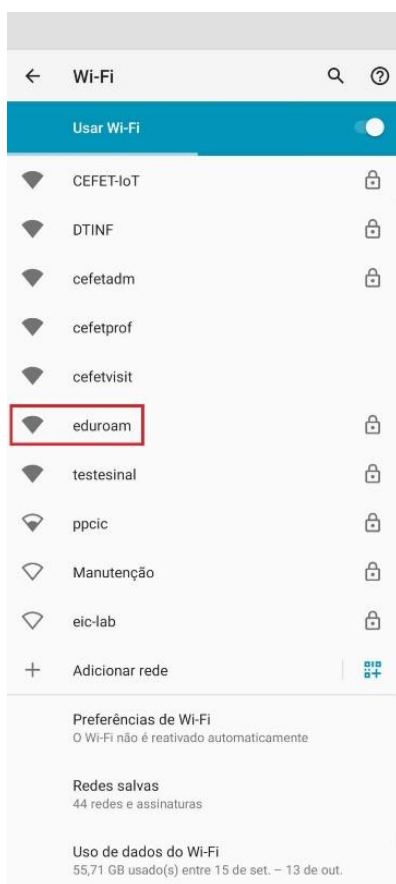 Wi-Fi
Usar Wi-Fi
CEFET-IoT
DTINF
cefetadm
cefetprof
cefetvisit
eduroam
testesinal
ppcic
Manutenção
eic-lab
Adicionar rede
Preferências de Wi-Fi
O Wi-Fi não é reativado automaticamente
Redes salvas
44 redes e assinaturas
Uso de dados do Wi-Fi
55,71 GB usado(s) entre 15 de set. – 13 de out.